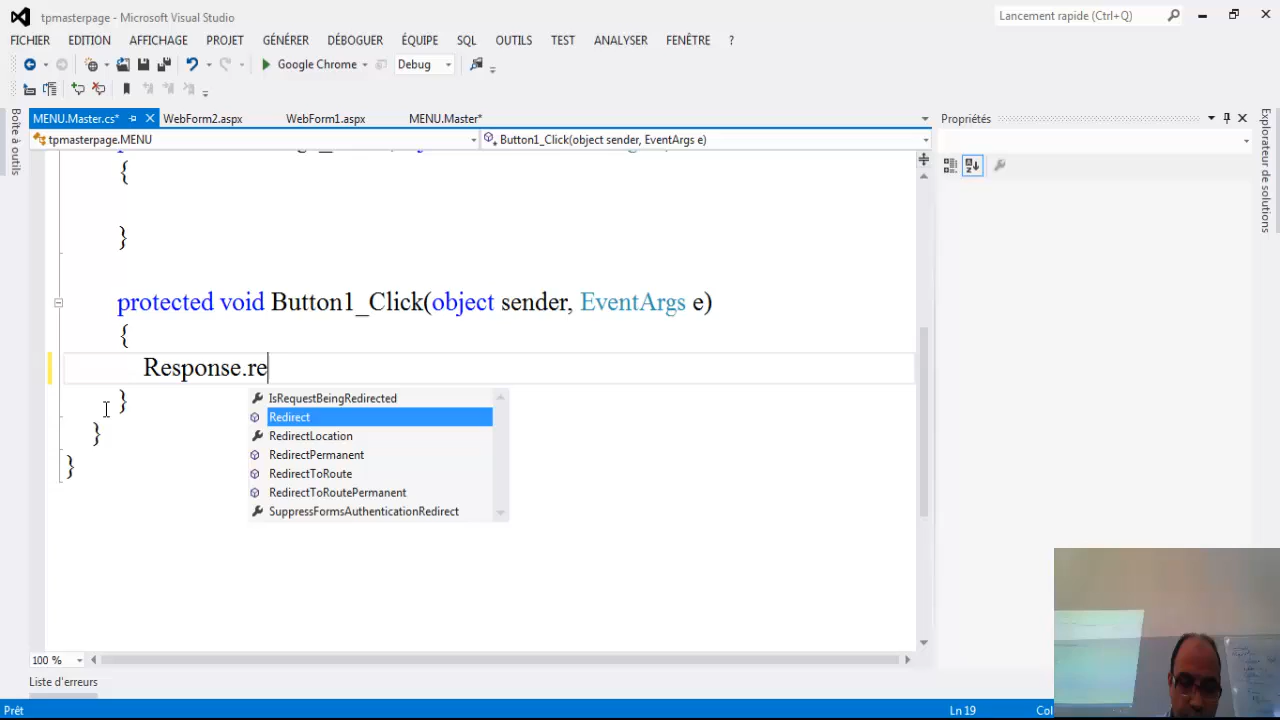 tpmasterpage - Microsoft Visual Studio
Lancement rapide (Ctrl+Q)
FICHIER EDITION AFFICHAGE PROJET GÉNÉRER DÉBOGUER ÉQUIPE SQL OUTILS TEST ANALYSER FENÊTRE ?
Google Chrome Debug
MENU.Master.cs* WebForm2.aspx WebForm1.aspx MENU.Master*
Propriétés
tpmasterpage.MENU
Button1_Click(object sender, EventArgs e)
Boîte à outils
Explorateur de solutions
{
}
protected void Button1_Click(object sender, EventArgs e)
{
Response.re
}
}
}
IsRequestBeingRedirected
Redirect
RedirectLocation
RedirectPermanent
RedirectToRoute
RedirectToRoutePermanent
SuppressFormsAuthenticationRedirect
100 %
Liste d'erreurs
Prêt
Ln 19
Col